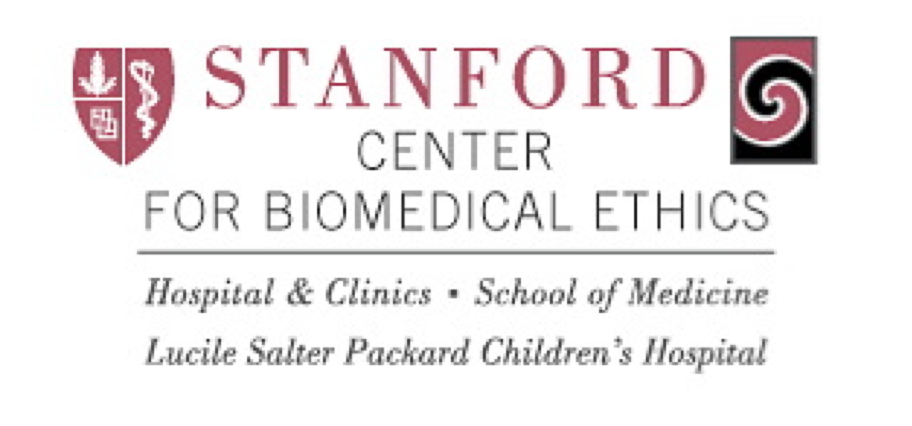 STANFORD
CENTER
FOR BIOMEDICAL ETHICS
Hospital & Clinics ▪ School of Medicine
Lucile Salter Packard Children's Hospital